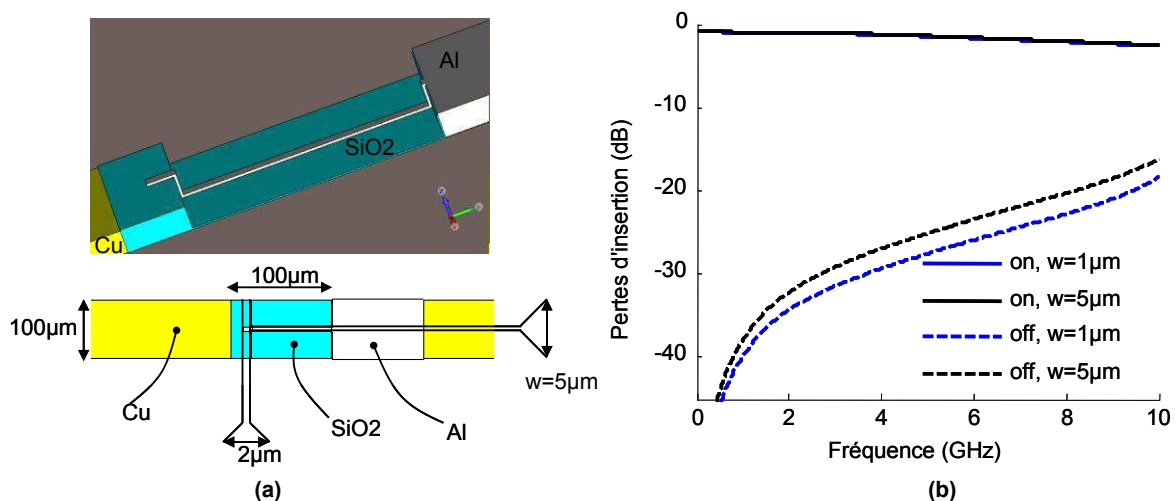 Al
SiO2
Cu
100µm
100µm
w=5µm
Cu
SiO2
Al
2µm
(a)
0
-10
-20
-30
-40
Pertes d'insertion (dB)
on, w=1µm
on, w=5µm
off, w=1µm
off, w=5µm
0
2
4
6
8
10
Fréquence (GHz)
(b)